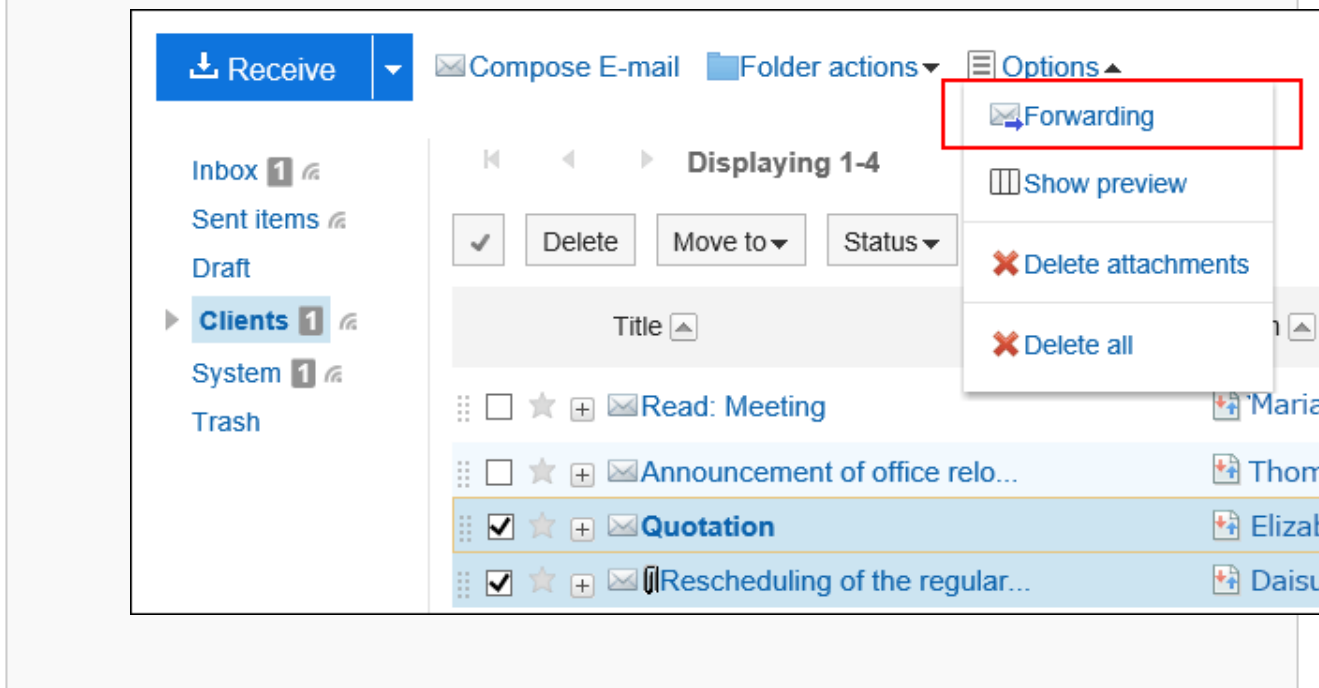 Receive Compose E-mail Folder actions Options
Forwarding
Show preview
Delete attachments
Delete all
Inbox 1
Sent items
Draft
Clients 1
System 1
Trash
Displaying 1-4
Delete Move to Status
Title
Read: Meeting
Announcement of office relo...
Quotation Eliza
Rescheduling of the regular... Daisu